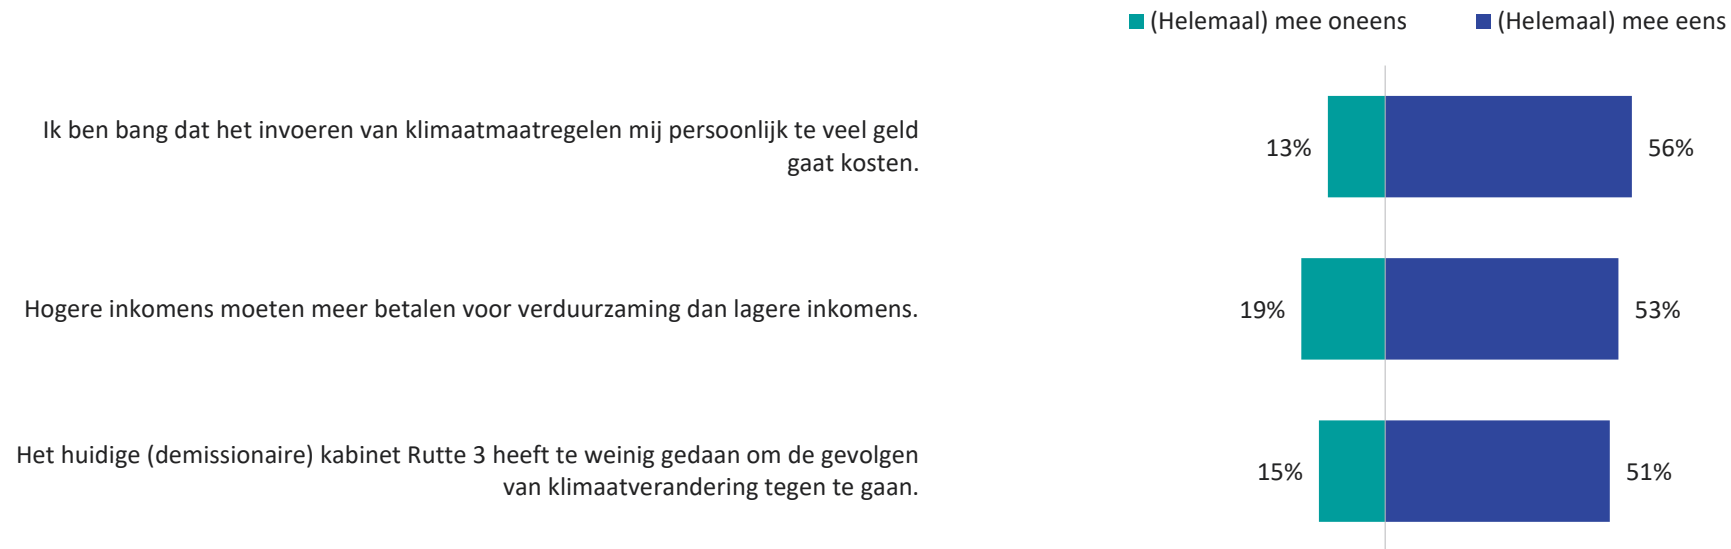 (Helemaal) mee oneens (Helemaal) mee eens
Ik ben bang dat het invoeren van klimaatmaatregelen mij persoonlijk te veel geld
gaat kosten.
13% 56%
Hogere inkomens moeten meer betalen voor verduurzaming dan lagere inkomens.
19% 53%
Het huidige (demissionaire) kabinet Rutte 3 heeft te weinig gedaan om de gevolgen
van klimaatverandering tegen te gaan.
15% 51%